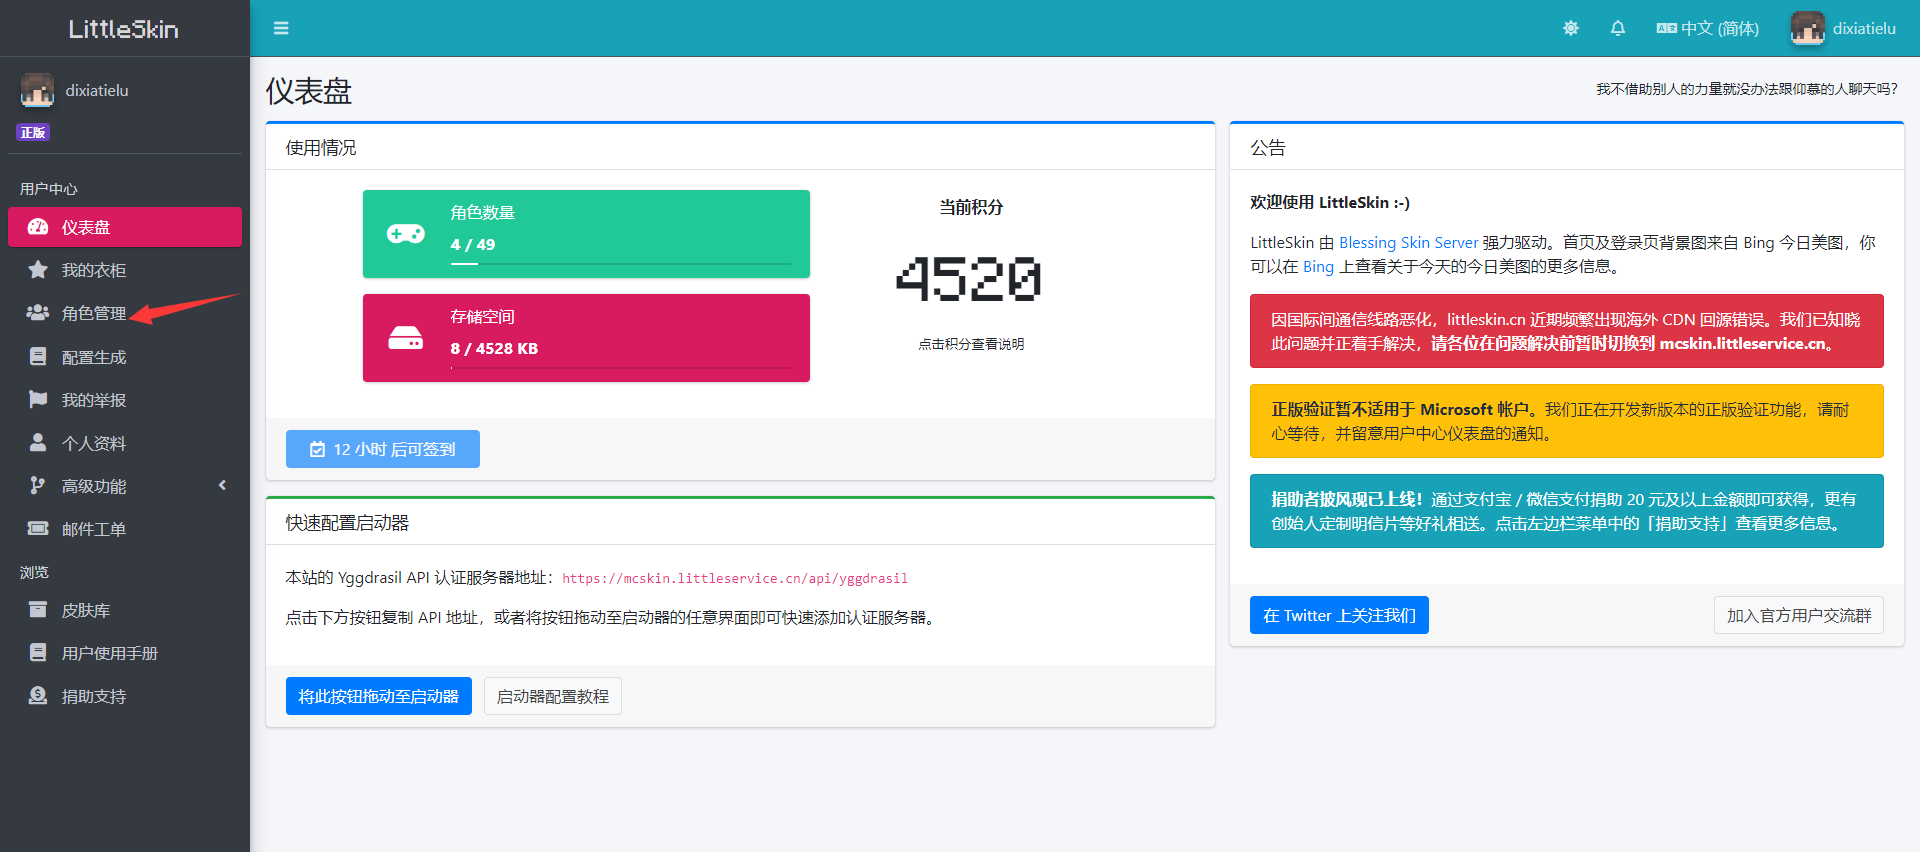 LittleSkin
中文 (简体)
dixiatielu
dixiatielu
正版
用户中心
仪表盘
我的衣柜
角色管理
配置生成
我的举报
个人资料
高级功能
邮件工单
浏览
皮肤库
用户使用手册
捐助支持
仪表盘
我不借助别人的力量就没办法跟仰慕的人聊天吗？
使用情况
角色数量
4 / 49
存储空间
8 / 4528 KB
当前积分
4520
点击积分查看说明
12 小时 后可签到
快速配置启动器
本站的 Yggdrasil API 认证服务器地址：https://mcskin.littleservice.cn/api/yggdrasil
点击下方按钮复制 API 地址，或者将按钮拖动至启动器的任意界面即可快速添加认证服务器。
将此按钮拖动至启动器
启动器配置教程
公告
欢迎使用 LittleSkin :-)
LittleSkin 由 Blessing Skin Server 强力驱动。首页及登录页背景图来自 Bing 今日美图，你
可以在 Bing 上查看关于今天的今日美图的更多信息。
因国际间通信线路恶化，littleskin.cn 近期频繁出现海外 CDN 回源错误。我们已知晓
此问题并正着手解决，请各位在问题解决前暂时切换到 mcskin.littleservice.cn。
正版验证暂不适用于 Microsoft 帐户。我们正在开发新版本的正版验证功能，请耐
心等待，并留意用户中心仪表盘的通知。
捐助者披风现已上线！通过支付宝 / 微信支付捐助 20 元及以上金额即可获得，更有
创始人定制明信片等好礼相送。点击左边栏菜单中的「捐助支持」查看更多信息。
在 Twitter 上关注我们
加入官方用户交流群